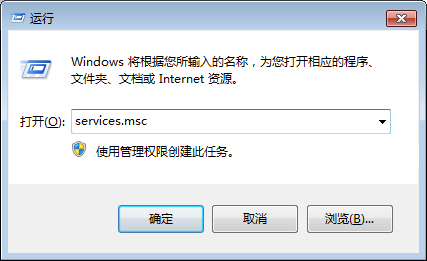 运行
Windows 将根据您所输入的名称，为您打开相应的程序、
文件夹、文档或 Internet 资源。
打开(O): services.msc
使用管理权限创建此任务。
确定 取消 浏览(B)...